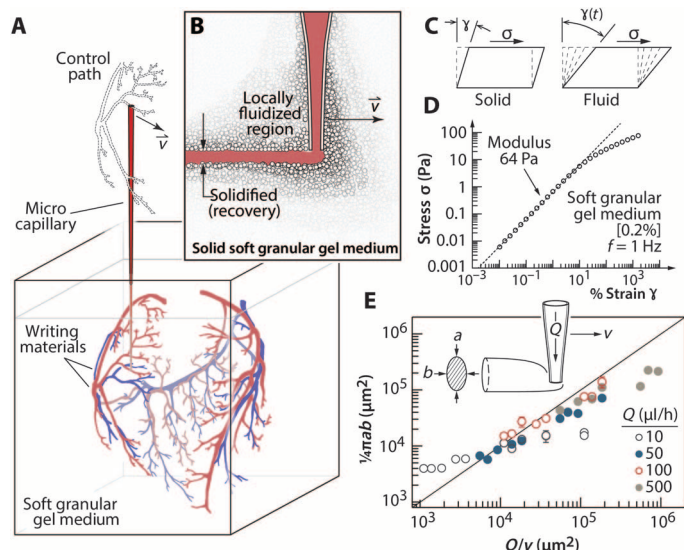 A
Control
path
v
Micro
capillary
Writing
materials
Soft granular
gel medium
B
Locally
fluidized
region
v
Solidified
(recovery)
Solid soft granular gel medium
C
γ
σ
Solid
γ(t)
σ
Fluid
D
Stress σ (Pa)
100
10
1
0.1
0.01
0.001
Modulus
64 Pa
Soft granular
gel medium
[0.2%]
f = 1 Hz
10⁻³ 10⁻¹ 10¹ 10³
% Strain γ
E
¼πab (μm²)
10⁶
10⁵
10⁴
10³
a
b
Q
v
Q (μl/h)
10
50
100
500
10³ 10⁴ 10⁵ 10⁶
Q/v (μm²)